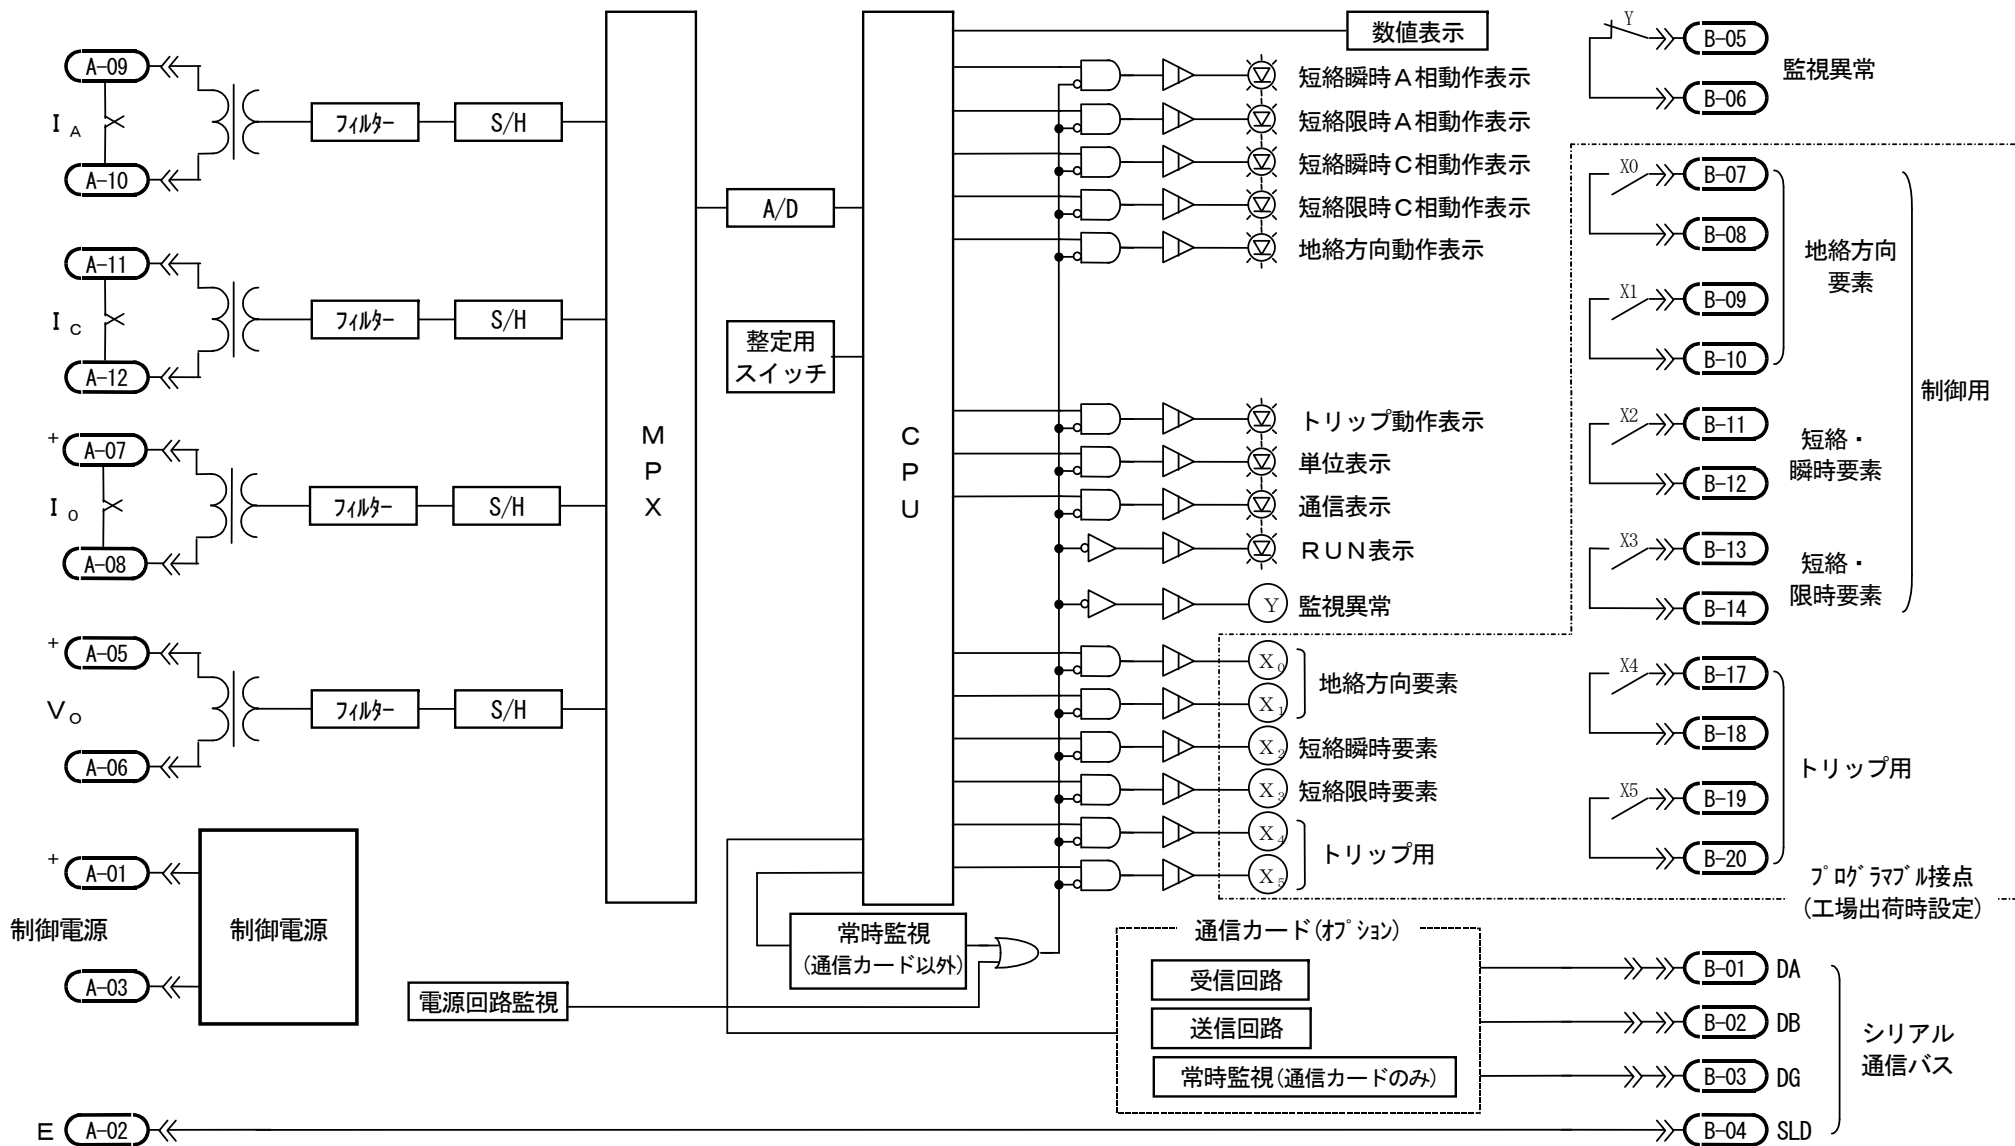 A-09
I A
A-10
フィルター
S/H
A-11
I C
A-12
フィルター
S/H
+
A-07
I 0
A-08
フィルター
S/H
+
A-05
V O
A-06
フィルター
S/H
+
A-01
制御電源
A-03
制御電源
E
A-02
MPX
A/D
整定用
スイッチ
CPU
常時監視
(通信カード以外)
電源回路監視
数値表示
短絡瞬時A相動作表示
短絡限時A相動作表示
短絡瞬時C相動作表示
短絡限時C相動作表示
地絡方向動作表示
トリップ動作表示
単位表示
通信表示
RUN表示
Y
監視異常
X0
X1
地絡方向要素
X2
短絡瞬時要素
X3
短絡限時要素
X4
X5
トリップ用
通信カード(オプション)
受信回路
送信回路
常時監視(通信カードのみ)
Y
B-05
B-06
監視異常
X0
B-07
B-08
X1
B-09
B-10
地絡方向
要素
X2
B-11
B-12
短絡・
瞬時要素
X3
B-13
B-14
短絡・
限時要素
制御用
X4
B-17
B-18
X5
B-19
B-20
トリップ用
プログラマブル接点
(工場出荷時設定)
B-01
DA
B-02
DB
B-03
DG
B-04
SLD
シリアル
通信バス